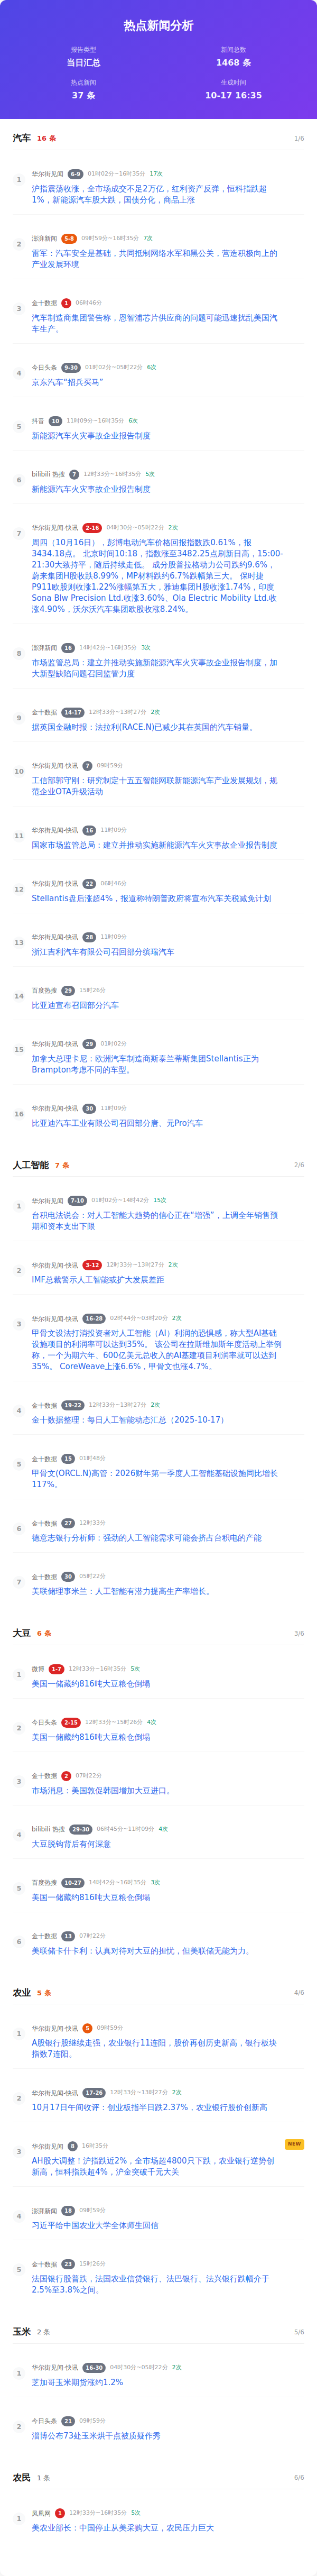 热点新闻分析
报告类型
当日汇总
新闻总数
1468 条
热点新闻
37 条
生成时间
10-17 16:35
汽车 16 条 1/6
1 华尔街见闻 6-9 01时02分~16时35分 17次
沪指震荡收涨，全市场成交不足2万亿，红利资产反弹，恒科指跌超
1%，新能源汽车股大跌，国债分化，商品上涨
2 澎湃新闻 5-8 09时59分~16时35分 7次
雷军：汽车安全是基础，共同抵制网络水军和黑公关，营造积极向上的
产业发展环境
3 金十数据 1 06时46分
汽车制造商集团警告称，恩智浦芯片供应商的问题可能迅速扰乱美国汽
车生产。
4 今日头条 9-30 01时02分~05时22分 6次
京东汽车“招兵买马”
5 抖音 10 11时09分~16时35分 6次
新能源汽车火灾事故企业报告制度
6 bilibili 热搜 7 12时33分~16时35分 5次
新能源汽车火灾事故企业报告制度
7 华尔街见闻-快讯 2-16 04时30分~05时22分 2次
周四（10月16日），彭博电动汽车价格回报指数跌0.61%，报
3434.18点。 北京时间10:18，指数涨至3482.25点刷新日高，15:00-
21:30大致持平，随后持续走低。 成分股普拉格动力公司跌约9.6%，
蔚来集团H股收跌8.99%，MP材料跌约6.7%跌幅第三大。 保时捷
P911欧股则收涨1.22%涨幅第五大，雅迪集团H股收涨1.74%，印度
Sona Blw Precision Ltd.收涨3.60%、Ola Electric Mobility Ltd.收
涨4.90%，沃尔沃汽车集团欧股收涨8.24%。
8 澎湃新闻 16 14时42分~16时35分 3次
市场监管总局：建立并推动实施新能源汽车火灾事故企业报告制度，加
大新型缺陷问题召回监管力度
9 金十数据 14-17 12时33分~13时27分 2次
据英国金融时报：法拉利(RACE.N)已减少其在英国的汽车销量。
10 华尔街见闻-快讯 7 09时59分
工信部郭守刚：研究制定十五五智能网联新能源汽车产业发展规划，规
范企业OTA升级活动
11 华尔街见闻-快讯 16 11时09分
国家市场监管总局：建立并推动实施新能源汽车火灾事故企业报告制度
12 华尔街见闻-快讯 22 06时46分
Stellantis盘后涨超4%，报道称特朗普政府将宣布汽车关税减免计划
13 华尔街见闻-快讯 28 11时09分
浙江吉利汽车有限公司召回部分缤瑞汽车
14 百度热搜 29 15时26分
比亚迪宣布召回部分汽车
15 华尔街见闻-快讯 29 01时02分
加拿大总理卡尼：欧洲汽车制造商斯泰兰蒂斯集团Stellantis正为
Brampton考虑不同的车型。
16 华尔街见闻-快讯 30 11时09分
比亚迪汽车工业有限公司召回部分唐、元Pro汽车
人工智能 7 条 2/6
1 华尔街见闻 7-10 01时02分~14时42分 15次
台积电法说会：对人工智能大趋势的信心正在“增强”，上调全年销售预
期和资本支出下限
2 华尔街见闻-快讯 3-12 12时33分~13时27分 2次
IMF总裁警示人工智能或扩大发展差距
3 华尔街见闻-快讯 16-28 02时44分~03时20分 2次
甲骨文设法打消投资者对人工智能（AI）利润的恐惧感，称大型AI基础
设施项目的利润率可以达到35%。 该公司在拉斯维加斯年度活动上举例
称，一个为期六年、600亿美元总收入的AI基建项目利润率就可以达到
35%。 CoreWeave上涨6.6%，甲骨文也涨4.7%。
4 金十数据 19-22 12时33分~13时27分 2次
金十数据整理：每日人工智能动态汇总（2025-10-17）
5 金十数据 15 01时48分
甲骨文(ORCL.N)高管：2026财年第一季度人工智能基础设施同比增长
117%。
6 金十数据 27 12时33分
德意志银行分析师：强劲的人工智能需求可能会挤占台积电的产能
7 金十数据 30 05时22分
美联储理事米兰：人工智能有潜力提高生产率增长。
大豆 6 条 3/6
1 微博 1-7 12时33分~16时35分 5次
美国一储藏约816吨大豆粮仓倒塌
2 今日头条 2-15 12时33分~15时26分 4次
美国一储藏约816吨大豆粮仓倒塌
3 金十数据 2 07时22分
市场消息：美国敦促韩国增加大豆进口。
4 bilibili 热搜 29-30 06时45分~11时09分 4次
大豆脱钩背后有何深意
5 百度热搜 10-27 14时42分~16时35分 3次
美国一储藏约816吨大豆粮仓倒塌
6 金十数据 13 07时22分
美联储卡什卡利：认真对待对大豆的担忧，但美联储无能为力。
农业 5 条 4/6
1 华尔街见闻-快讯 5 09时59分
A股银行股继续走强，农业银行11连阳，股价再创历史新高，银行板块
指数7连阳。
2 华尔街见闻-快讯 17-26 12时33分~13时27分 2次
10月17日午间收评：创业板指半日跌2.37%，农业银行股价创新高
3 华尔街见闻 8 16时35分 NEW
AH股大调整！沪指跌近2%，全市场超4800只下跌，农业银行逆势创
新高，恒科指跌超4%，沪金突破千元大关
4 澎湃新闻 18 09时59分
习近平给中国农业大学全体师生回信
5 金十数据 23 15时26分
法国银行股普跌，法国农业信贷银行、法巴银行、法兴银行跌幅介于
2.5%至3.8%之间。
玉米 2 条 5/6
1 华尔街见闻-快讯 16-30 04时30分~05时22分 2次
芝加哥玉米期货涨约1.2%
2 今日头条 21 09时59分
淄博公布73处玉米烘干点被质疑作秀
农民 1 条 6/6
1 凤凰网 1 12时33分~16时35分 5次
美农业部长：中国停止从美采购大豆，农民压力巨大